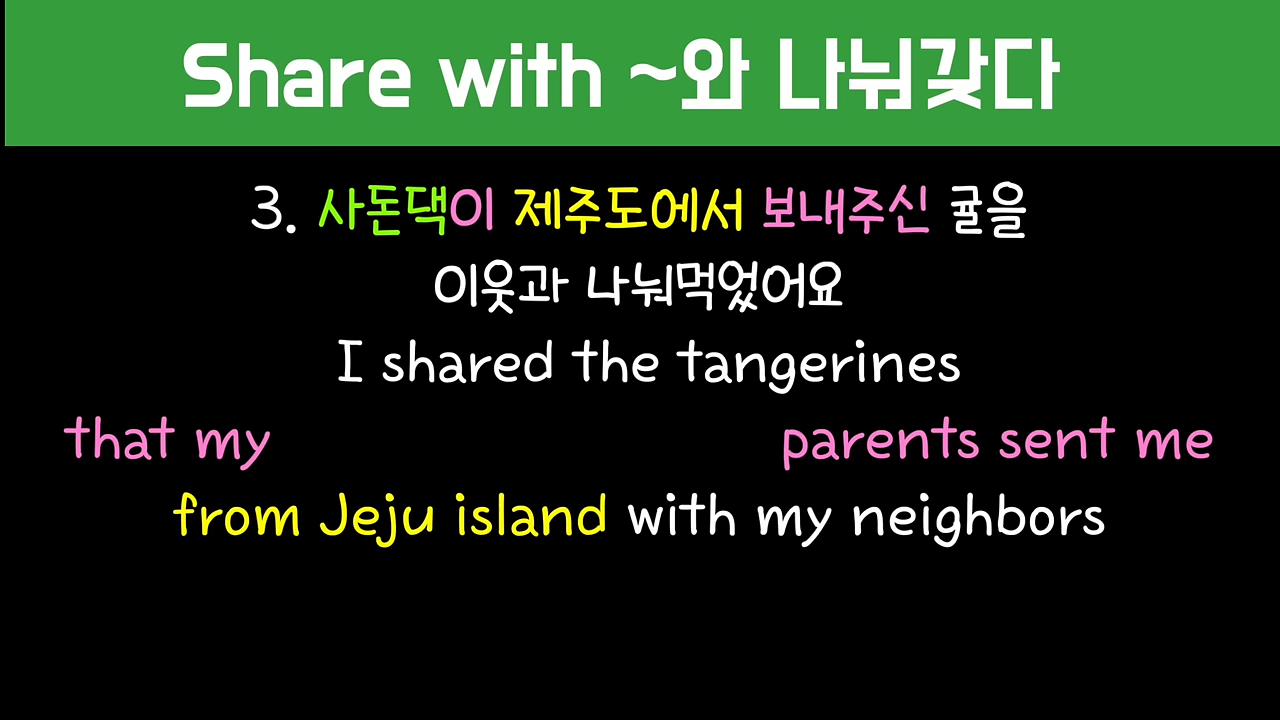 Share with ~와 나눠갖다
3. 사돈댁이 제주도에서 보내주신 귤을
이웃과 나눠먹었어요
I shared the tangerines
that my parents sent me
from Jeju island with my neighbors